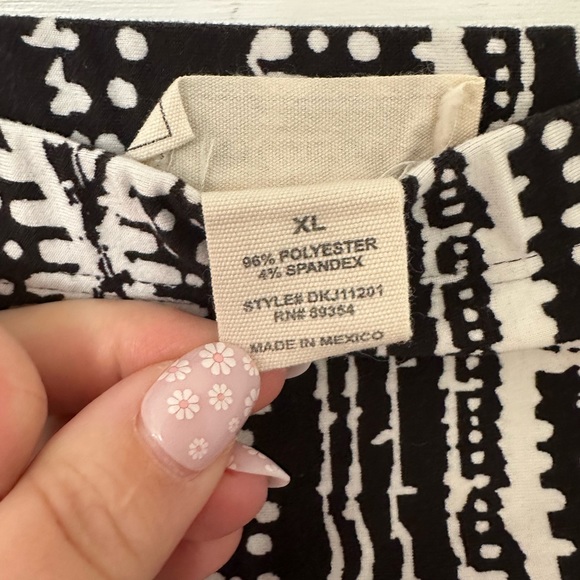 XL
96% POLYESTER
4% SPANDEX
STYLE# DKJ11201
RN# 89354
MADE IN MEXICO